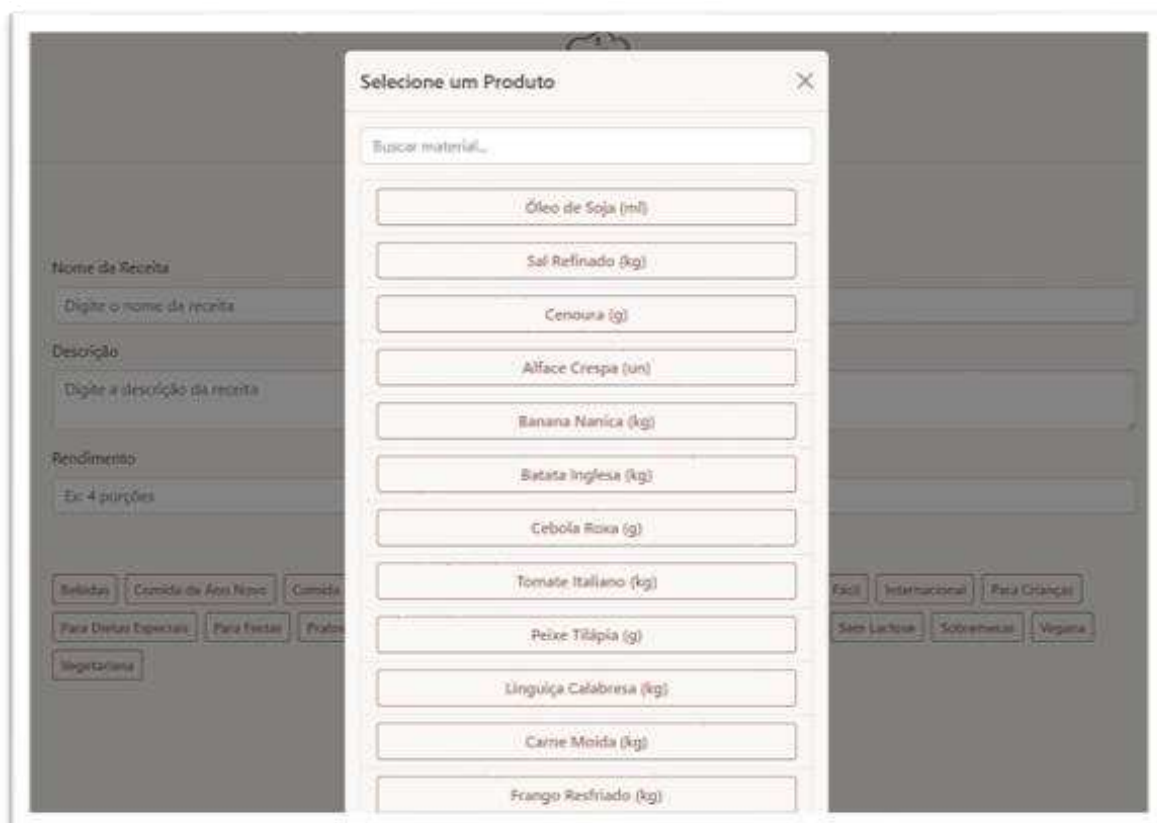 Selecione um Produto
Buscar material...
Óleo de Soja (ml)
Sal Refinado (kg)
Cenoura (g)
Alface Crespa (un)
Banana Nanica (kg)
Batata Inglesa (kg)
Cebola Roxa (g)
Tomate Italiano (kg)
Peixe Tilápia (g)
Linguiça Calabresa (kg)
Carne Moída (kg)
Frango Resfriado (kg)
Nome da Receita
Digite o nome da receita
Descrição
Digite a descrição da receita
Rendimento
Ex: 4 porções
Bebidas Comida de Ano Novo Comida Fácil Internacional Para Crianças
Para Dietas Especiais Para Festas Pratos Sem Lactose Sobremesas Vegana
Vegetariana